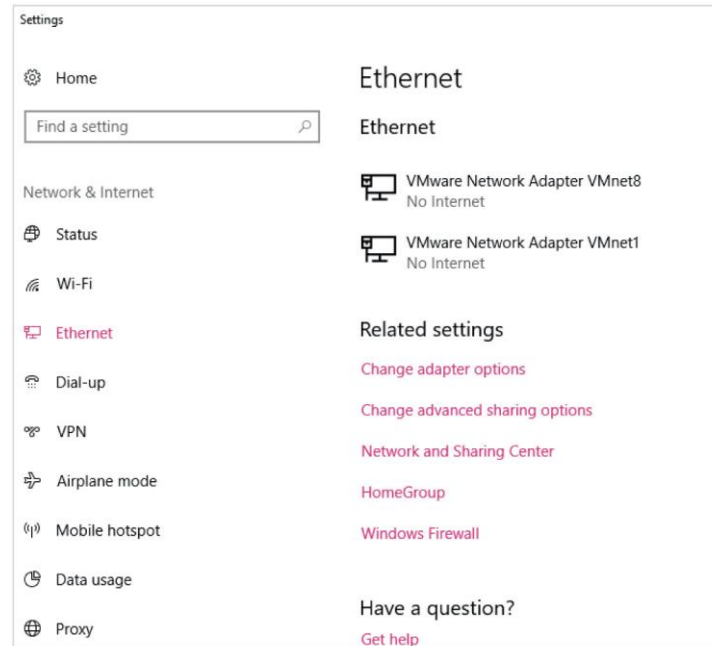 Settings
Home
Find a setting
Network & Internet
Status
Wi-Fi
Ethernet
Dial-up
VPN
Airplane mode
Mobile hotspot
Data usage
Proxy
Ethernet
Ethernet
VMware Network Adapter VMnet8
No Internet
VMware Network Adapter VMnet1
No Internet
Related settings
Change adapter options
Change advanced sharing options
Network and Sharing Center
HomeGroup
Windows Firewall
Have a question?
Get help